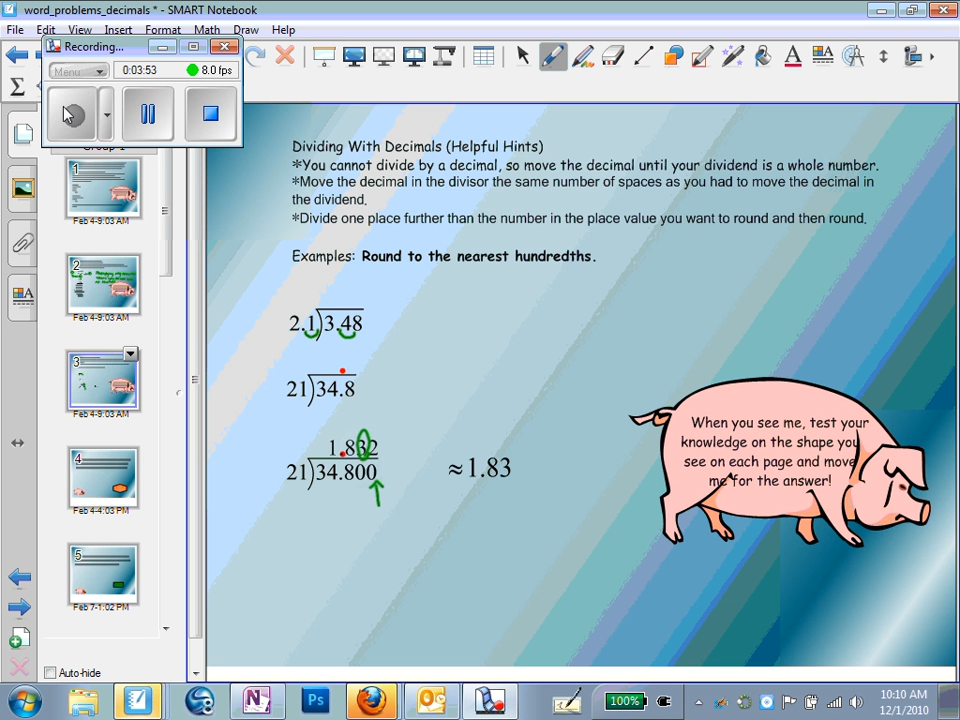 word_problems_decimals * - SMART Notebook
File Edit View Insert Format Math Draw Help
Recording...
Menu 0:03:53 8.0 fps
Σ
1
Feb 4-9:03 AM
2
Feb 4-9:03 AM
3
Feb 4-9:03 AM
4
Feb 4-4:03 PM
5
Feb 7-1:02 PM
Auto-hide
Dividing With Decimals (Helpful Hints)
*You cannot divide by a decimal, so move the decimal until your dividend is a whole number.
*Move the decimal in the divisor the same number of spaces as you had to move the decimal in
the dividend.
*Divide one place further than the number in the place value you want to round and then round.
Examples: Round to the nearest hundredths.
2.1)3.48
21)34.8
1.832
21)34.800 ≈1.83
When you see me, test your
knowledge on the shape you
see on each page and move
me for the answer!
Ps
100%
10:10 AM
12/1/2010